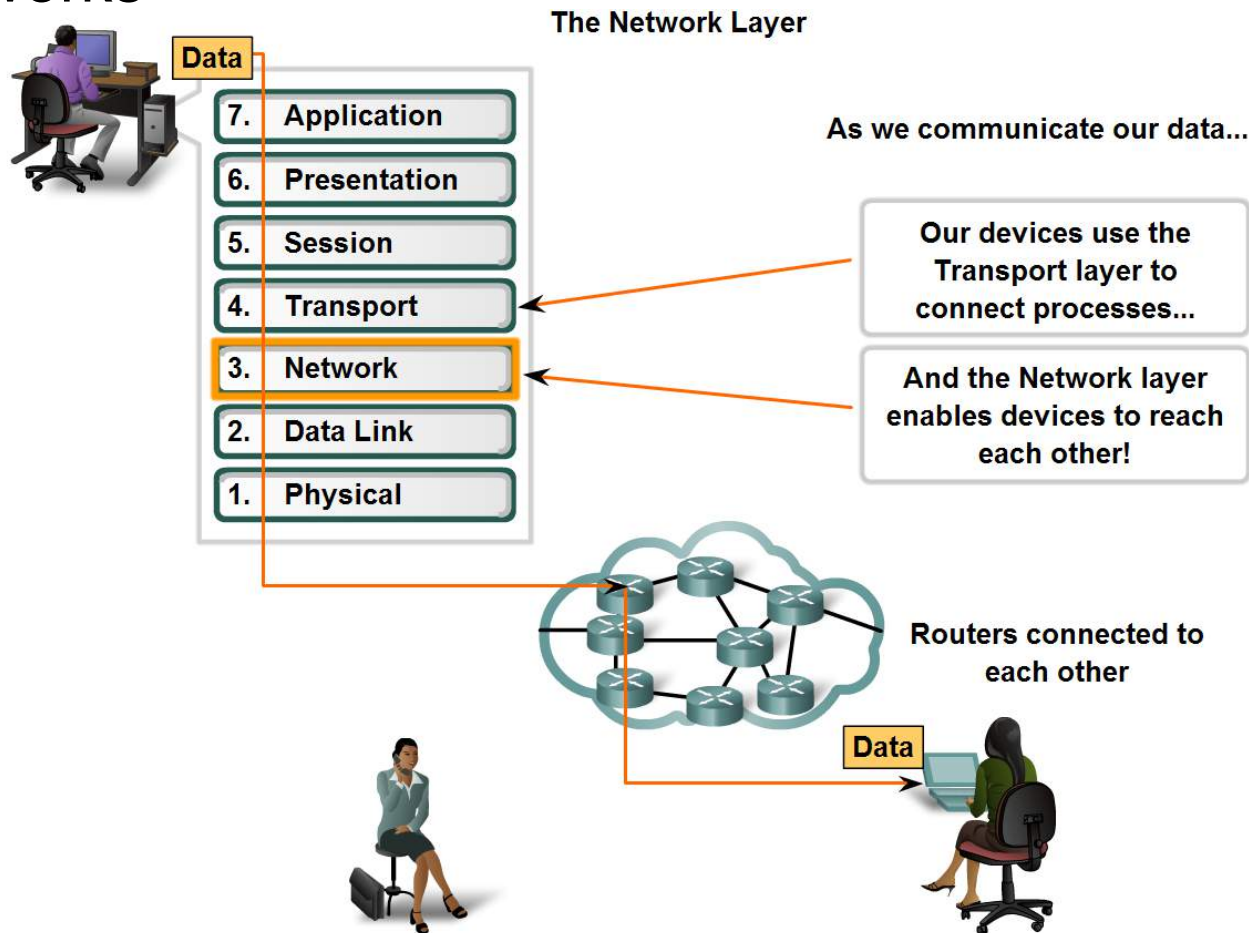 The Network Layer
Data
7. Application
6. Presentation
5. Session
4. Transport
3. Network
2. Data Link
1. Physical
As we communicate our data...
Our devices use the
Transport layer to
connect processes...
And the Network layer
enables devices to reach
each other!
Routers connected to
each other
Data